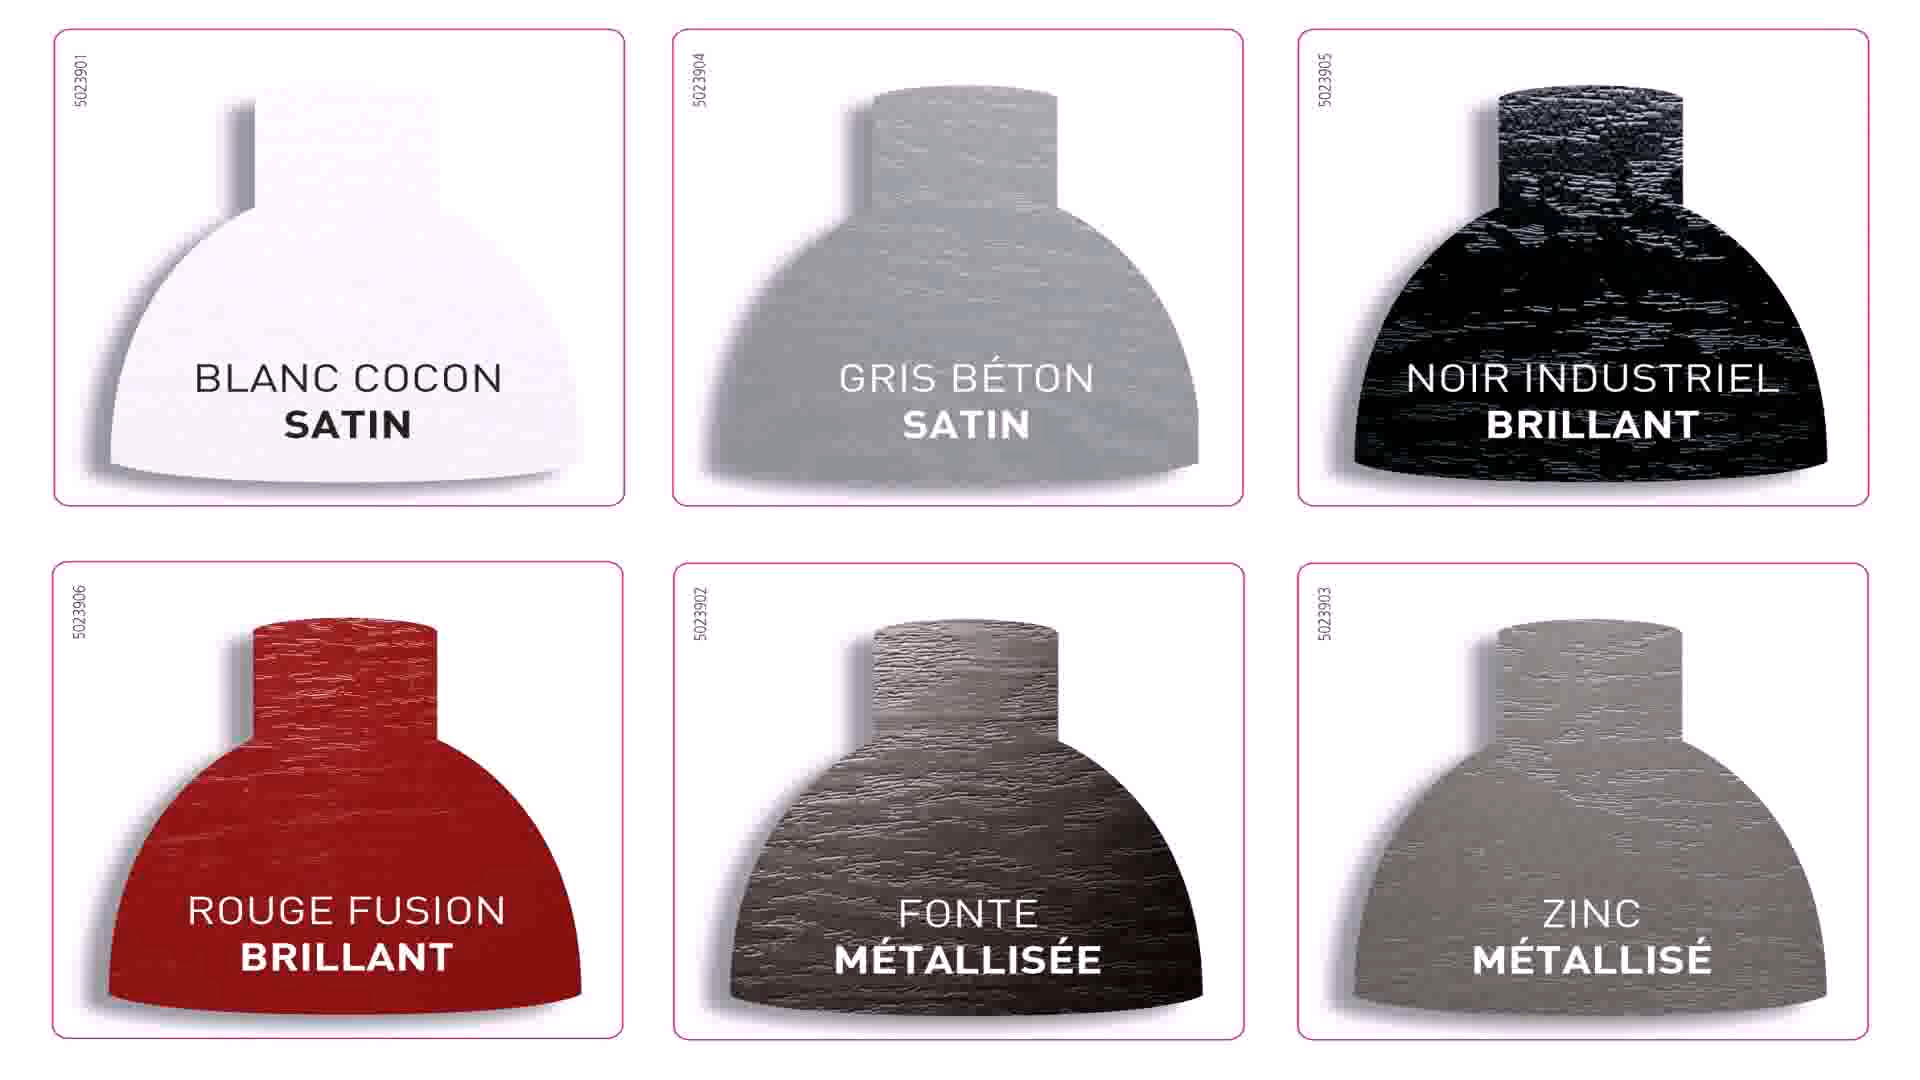 5023901
BLANC COCON
SATIN
5023904
GRIS BÉTON
SATIN
5023905
NOIR INDUSTRIEL
BRILLANT
5023906
ROUGE FUSION
BRILLANT
5023902
FONTE
MÉTALLISÉE
5023903
ZINC
MÉTALLISÉ